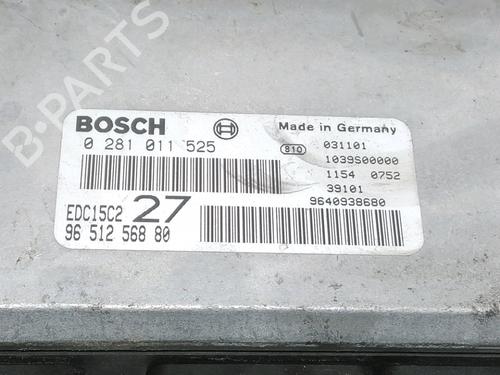 B-PARTS
BOSCH
0 281 011 525
EDC15C2 27
96 512 568 80
Made in Germany
810 031101
1039S00000
1154 0752
39101
9640938680